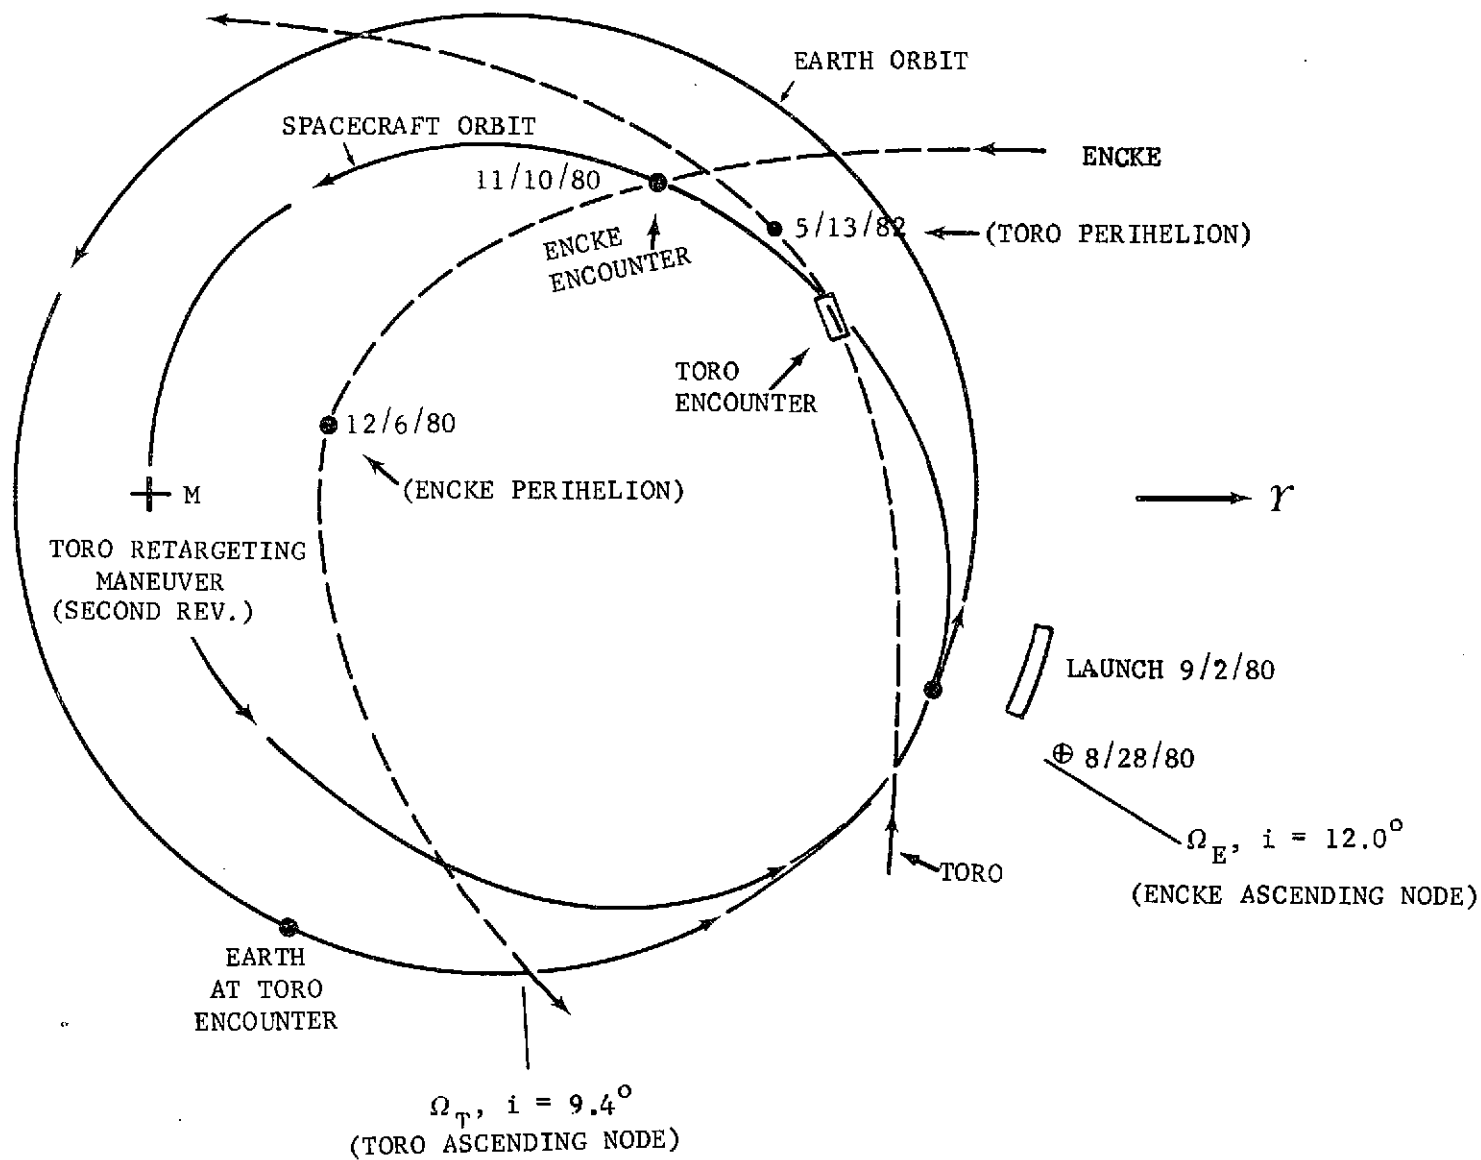 EARTH ORBIT
SPACECRAFT ORBIT
ENCKE
11/10/80
5/13/82
(TORO PERIHELION)
ENCKE
ENCOUNTER
TORO
ENCOUNTER
12/6/80
(ENCKE PERIHELION)
M
ϒ
TORO RETARGETING
MANEUVER
(SECOND REV.)
LAUNCH 9/2/80
⊕ 8/28/80
Ω_E, i = 12.0°
(ENCKE ASCENDING NODE)
TORO
EARTH
AT TORO
ENCOUNTER
Ω_T, i = 9.4°
(TORO ASCENDING NODE)